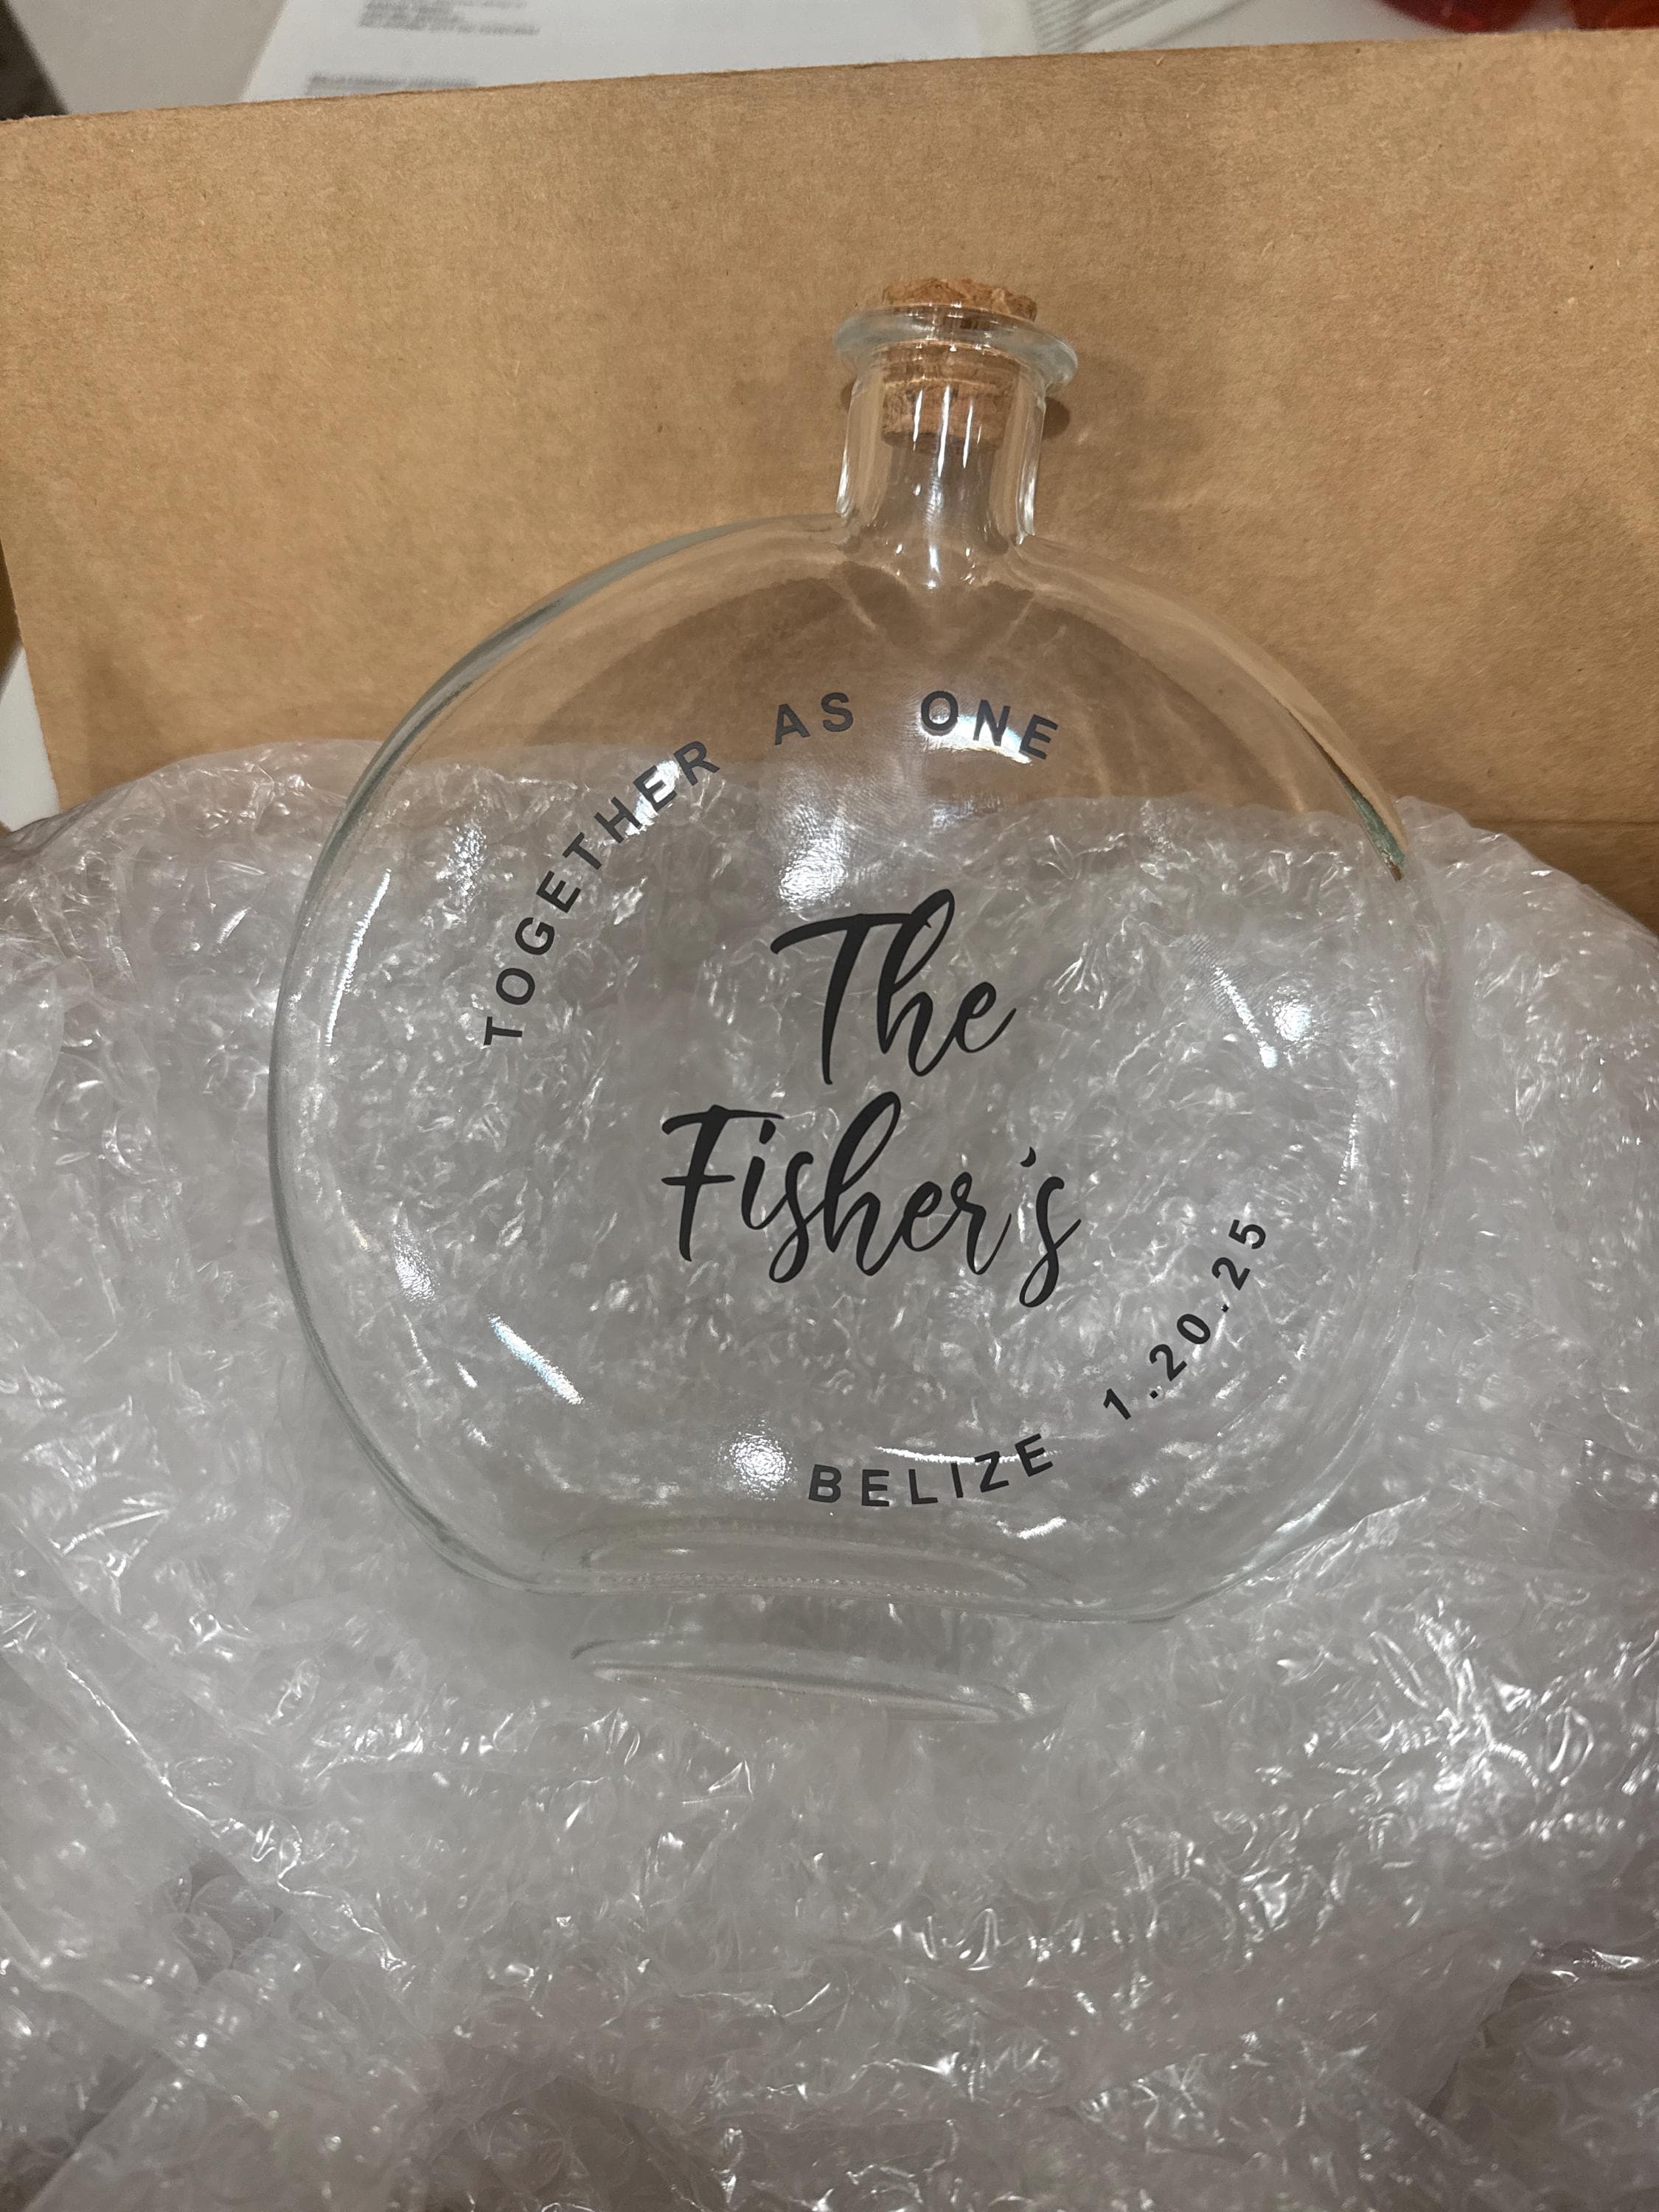 TOGETHER AS ONE
The
Fisher's
BELIZE 1.20.25